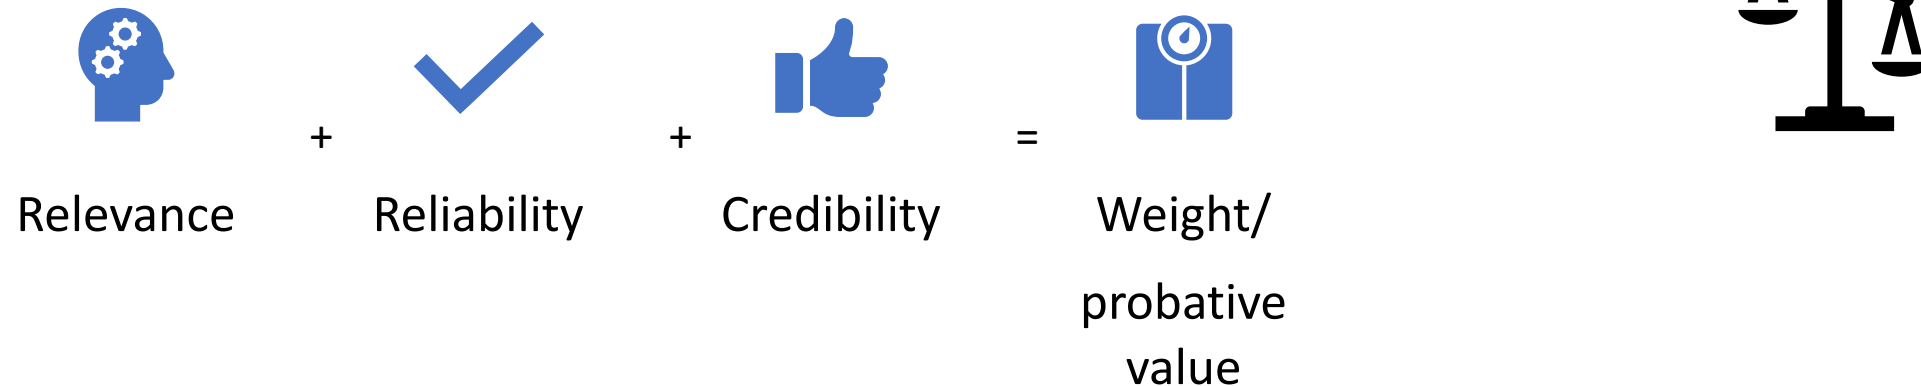 + + =
Relevance Reliability Credibility Weight/
probative
value